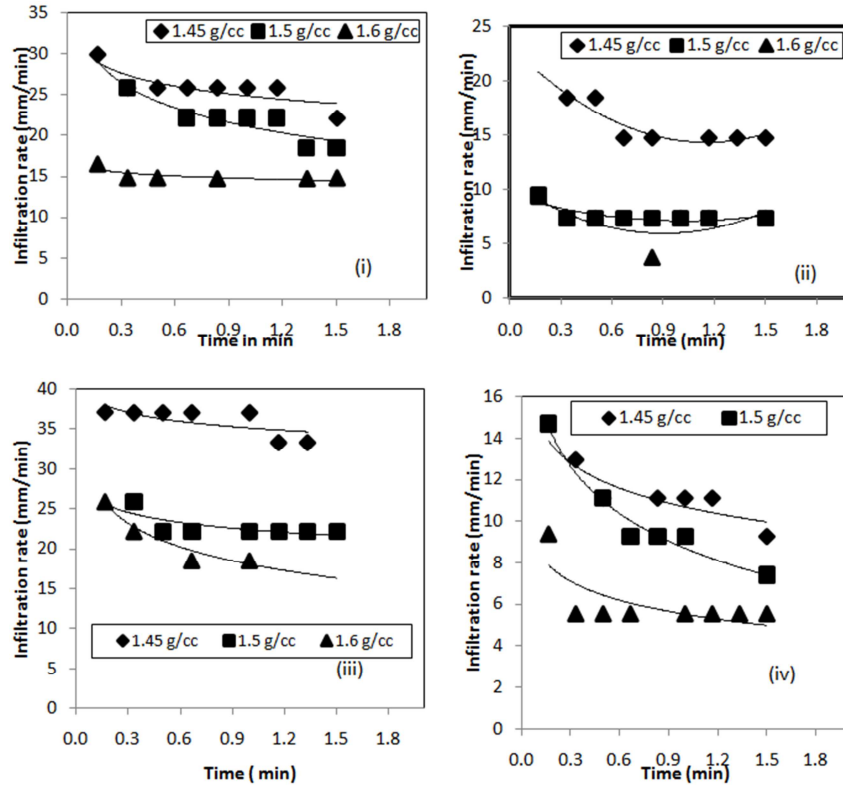 1.45 g/cc 1.5 g/cc 1.6 g/cc
35
30
25
20
15
10
5
0
Infiltration rate (mm/min)
(i)
0.0 0.3 0.6 0.9 1.2 1.5 1.8
Time in min
1.45 g/cc 1.5 g/cc 1.6 g/cc
25
20
15
10
5
0
Infiltration rate (mm/min)
(ii)
0.0 0.3 0.6 0.9 1.2 1.5 1.8
Time (min)
40
35
30
25
20
15
10
5
0
Infiltration rate (mm/min)
1.45 g/cc 1.5 g/cc 1.6 g/cc
(iii)
0.0 0.3 0.6 0.9 1.2 1.5 1.8
Time ( min)
1.45 g/cc 1.5 g/cc
16
14
12
10
8
6
4
2
0
Infiltration rate (mm/min)
(iv)
0.0 0.3 0.6 0.9 1.2 1.5 1.8
Time (min)